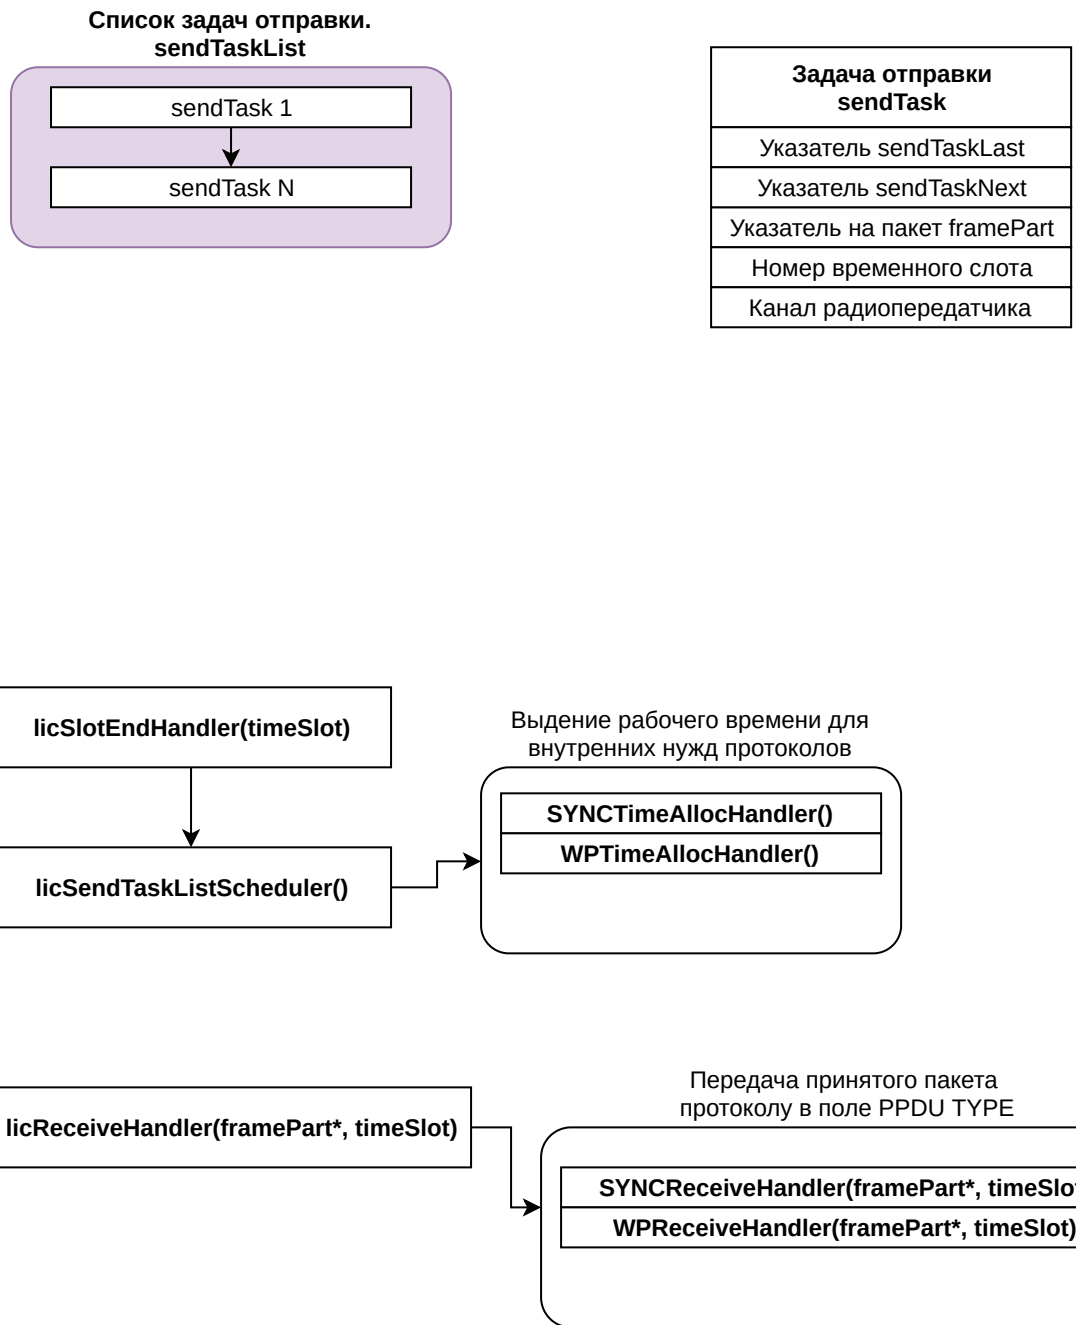 Список задач отправки.
sendTaskList
sendTask 1
sendTask N
Задача отправки
sendTask
Указатель sendTaskLast
Указатель sendTaskNext
Указатель на пакет framePart
Номер временного слота
Канал радиопередатчика
licSlotEndHandler(timeSlot)
licSendTaskListScheduler()
Выдение рабочего времени для
внутренних нужд протоколов
SYNCTimeAllocHandler()
WPTimeAllocHandler()
licReceiveHandler(framePart*, timeSlot)
Передача принятого пакета
протоколу в поле PPDU TYPE
SYNCReceiveHandler(framePart*, timeSlo
WPReceiveHandler(framePart*, timeSlot)